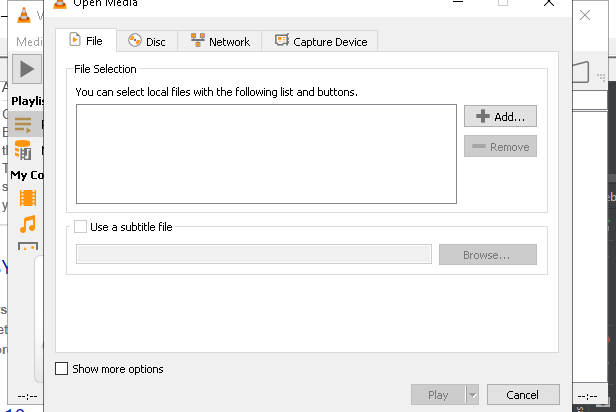 Open Media
Medi
File
Disc
Network
Capture Device
File Selection
You can select local files with the following list and buttons.
Add...
Remove
Playlis
My Co
Use a subtitle file
Browse...
Show more options
Play
Cancel
--:--
--:--